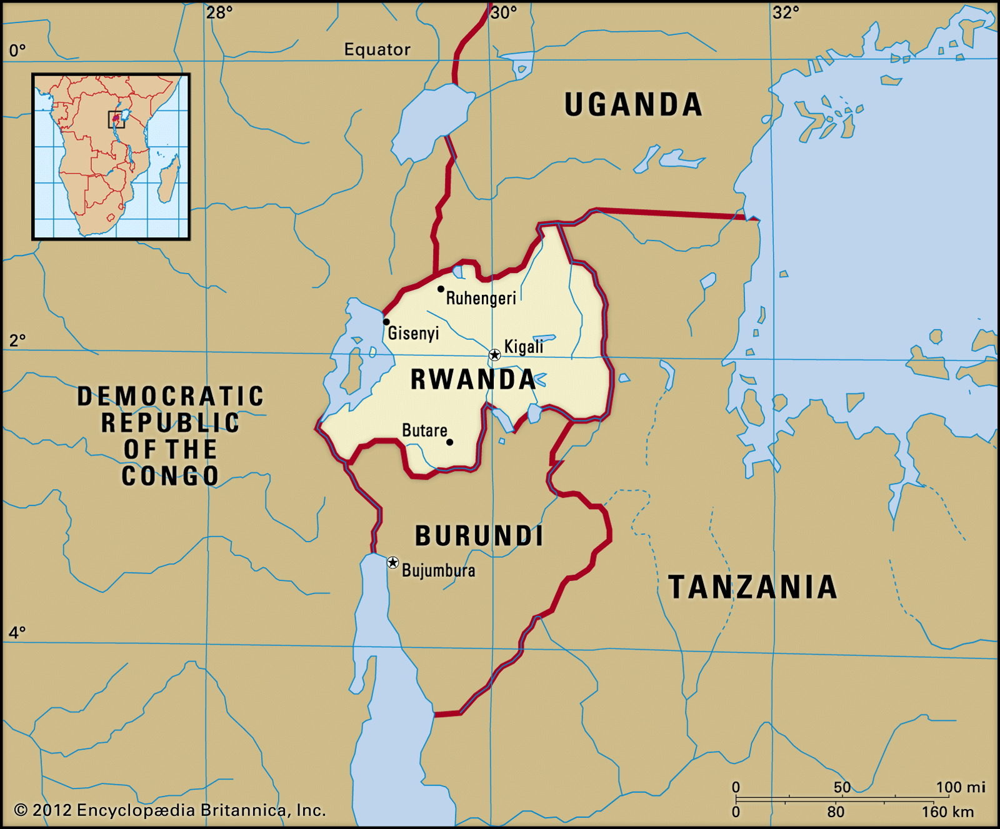 28°
30°
32°
0°
Equator
UGANDA
Ruhengeri
Gisenyi
2°
Kigali
RWANDA
DEMOCRATIC
REPUBLIC
OF THE
CONGO
Butare
BURUNDI
Bujumbura
TANZANIA
4°
0 50 100 mi
0 80 160 km
© 2012 Encyclopædia Britannica, Inc.